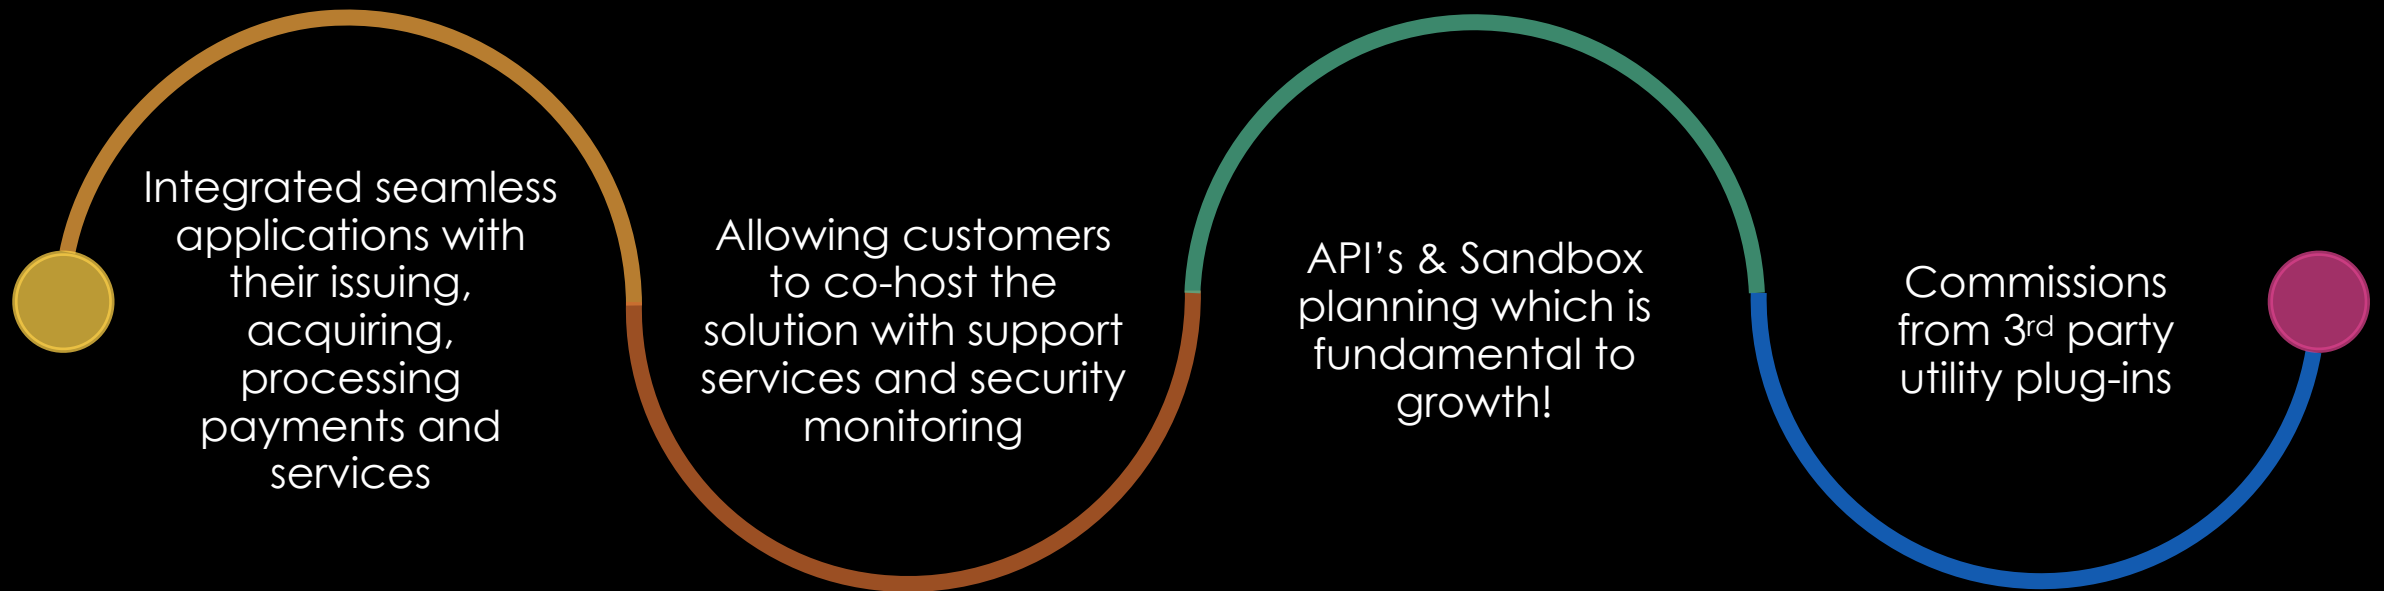 Integrated seamless
applications with
their issuing,
acquiring,
processing
payments and
services
Allowing customers
to co-host the
solution with support
services and security
monitoring
API’s & Sandbox
planning which is
fundamental to
growth!
Commissions
from 3rd party
utility plug-ins